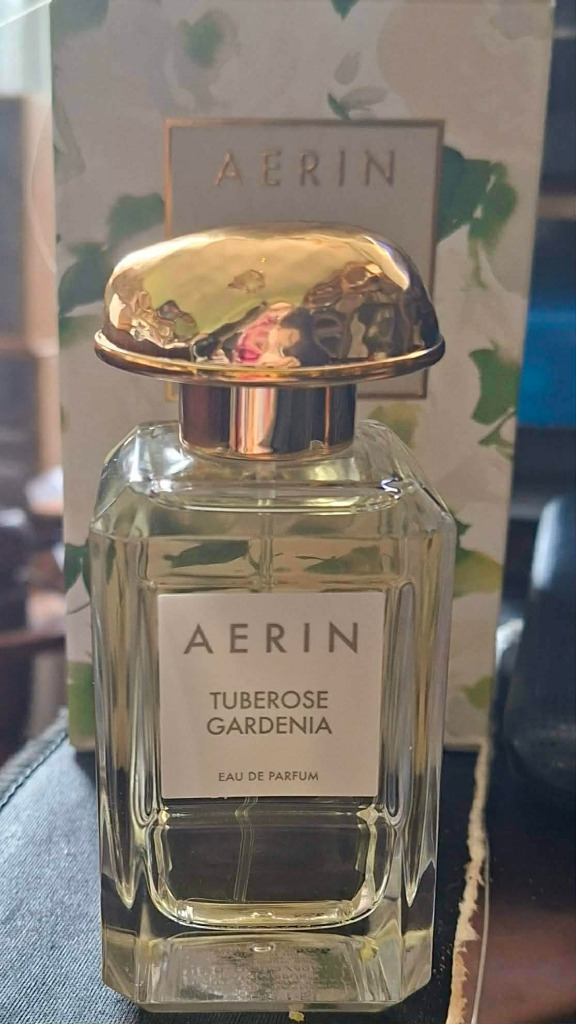 AERIN
AERIN
TUBEROSE
GARDENIA
EAU DE PARFUM